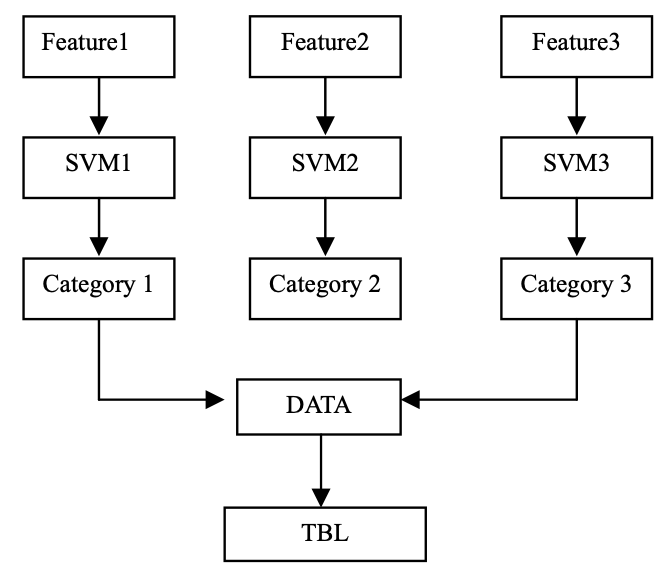 Feature1
Feature2
Feature3
SVM1
SVM2
SVM3
Category 1
Category 2
Category 3
DATA
TBL